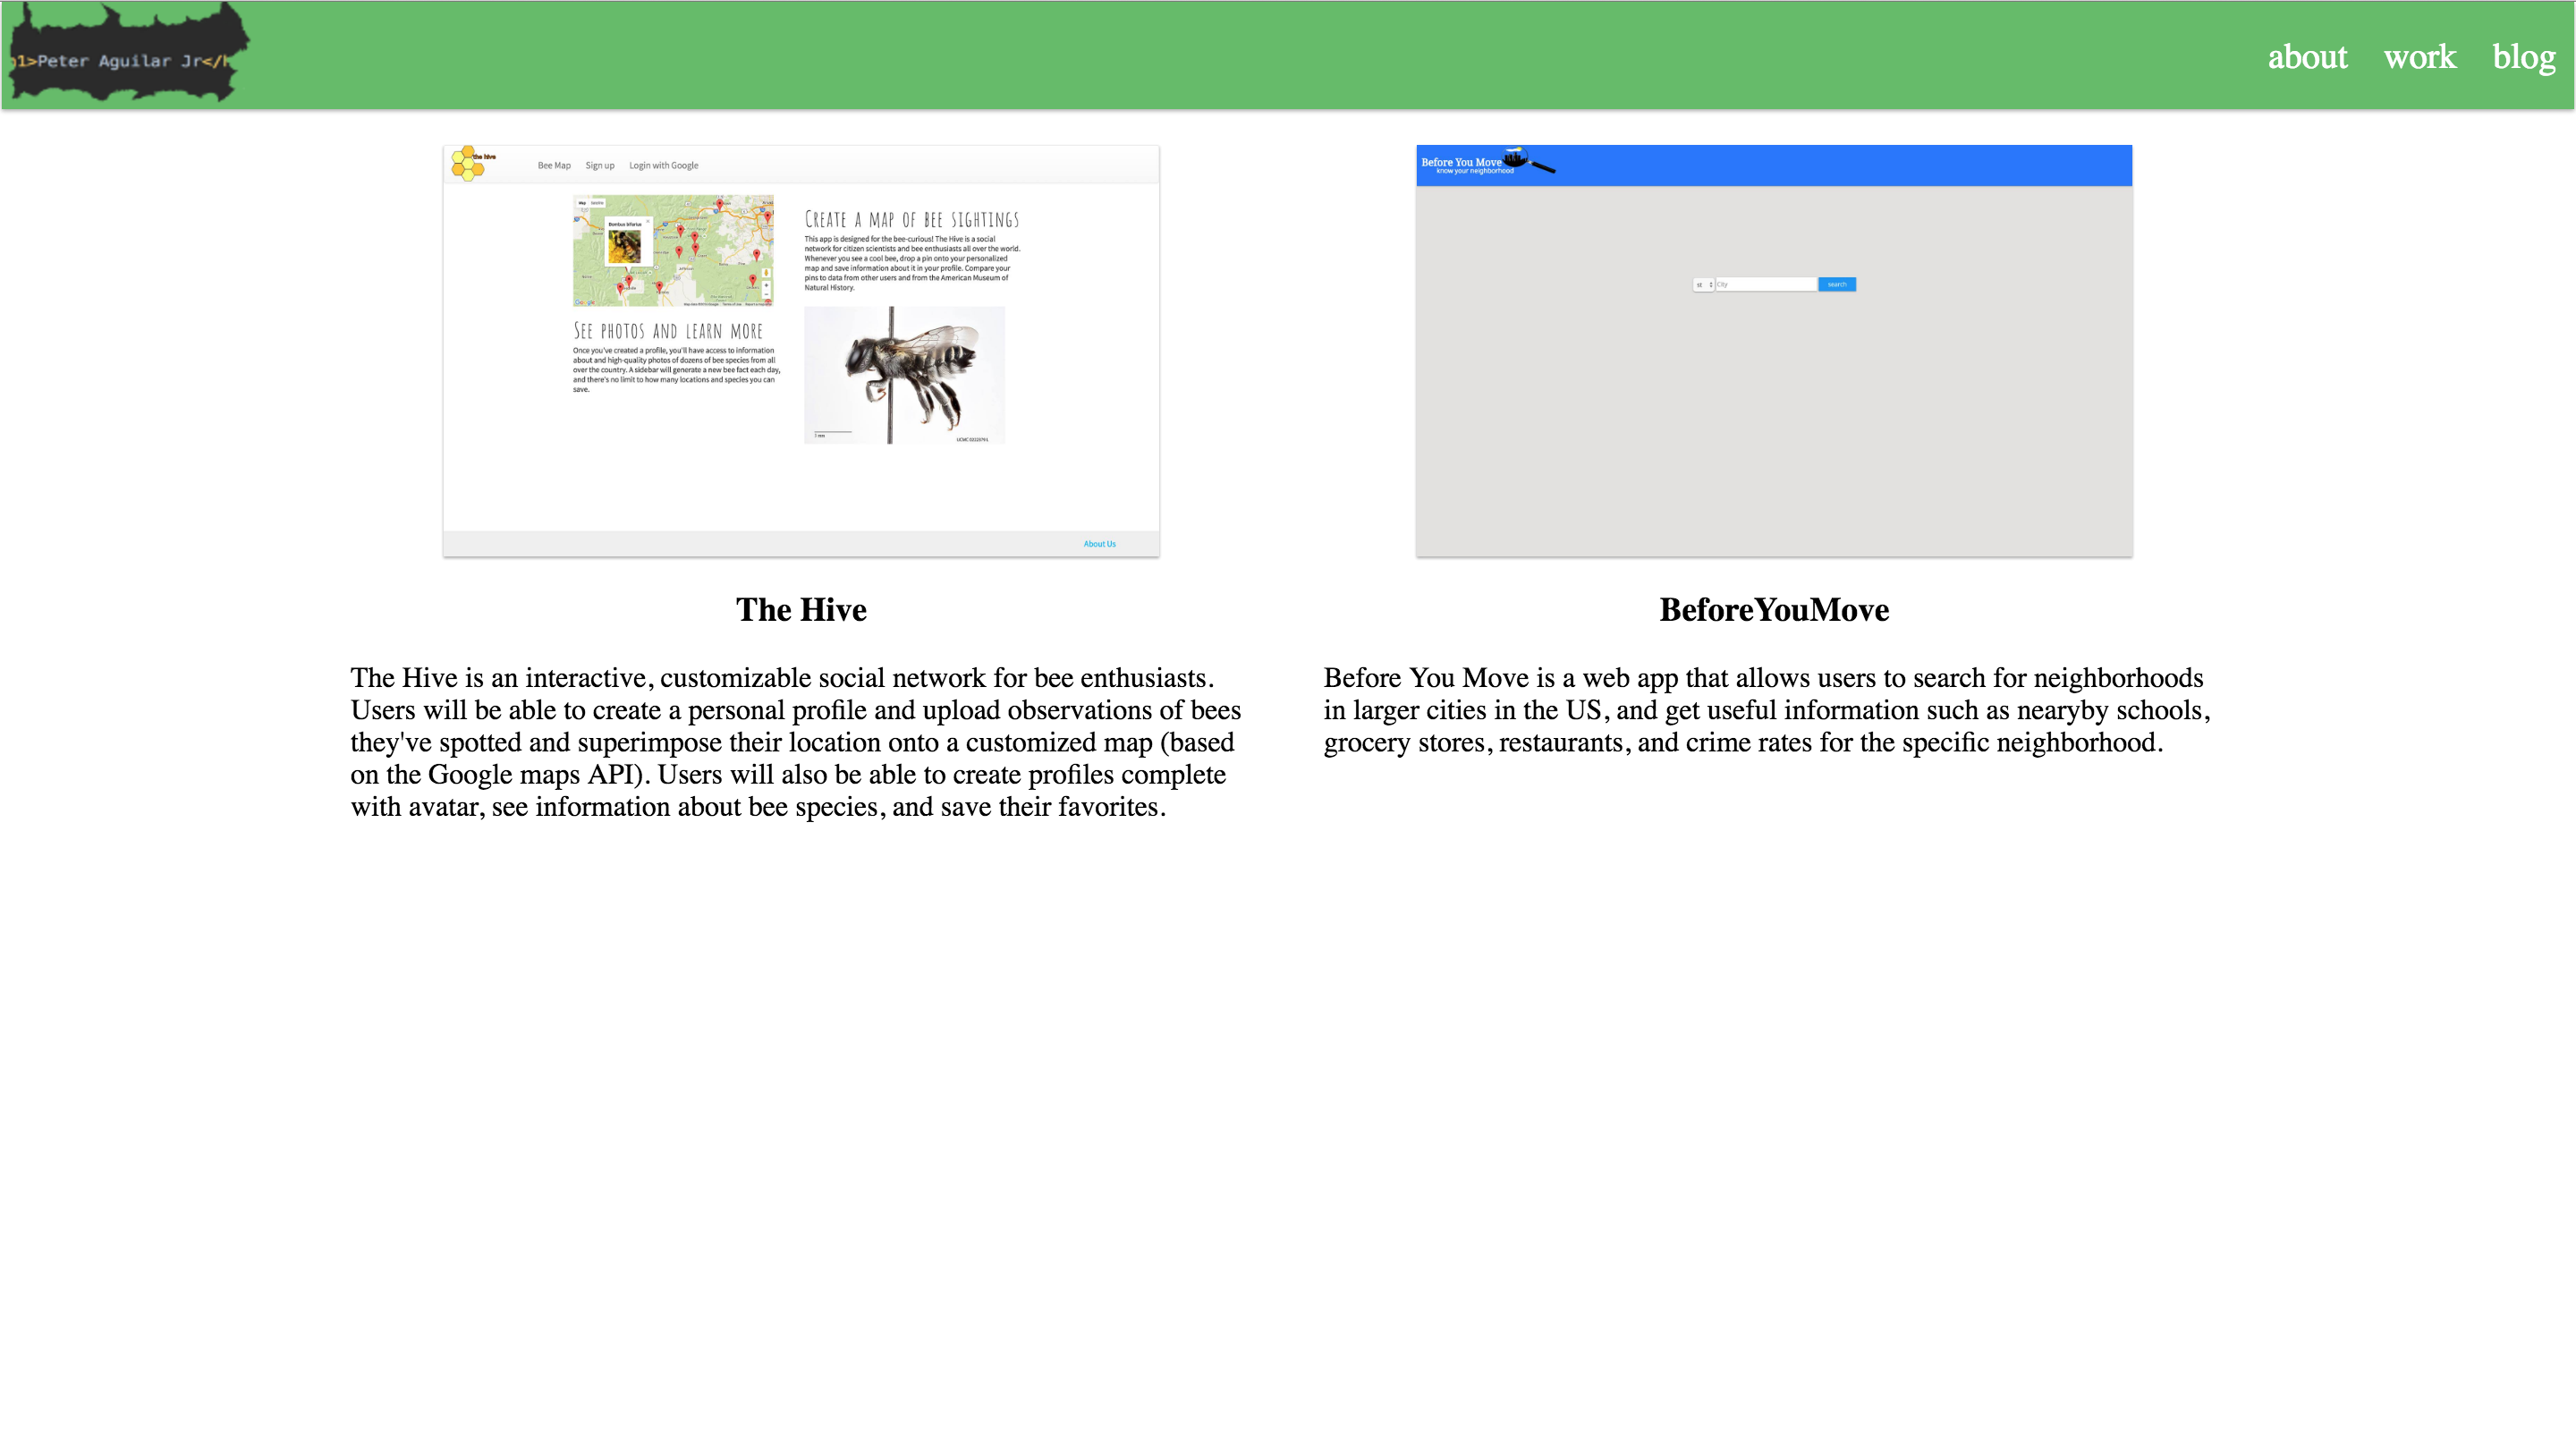 1>Peter Aguilar Jr</h
about work blog
the hive
Bee Map Sign up Login with Google
Bombus bifarius
Create a map of bee sightings
This app is designed for the bee-curious! The Hive is a social
network for citizen scientists and bee enthusiasts all over the world.
Whenever you see a cool bee, drop a pin onto your personalized
map and save information about it in your profile. Compare your
pins to data from other users and from the American Museum of
Natural History.
See photos and learn more
Once you've created a profile, you'll have access to information
about and high-quality photos of dozens of bee species from all
over the country. A sidebar will generate a new bee fact each day,
and there's no limit to how many locations and species you can
save.
About Us
Before You Move
know your neighborhood
st City search
The Hive
The Hive is an interactive, customizable social network for bee enthusiasts.
Users will be able to create a personal profile and upload observations of bees
they've spotted and superimpose their location onto a customized map (based
on the Google maps API). Users will also be able to create profiles complete
with avatar, see information about bee species, and save their favorites.
BeforeYouMove
Before You Move is a web app that allows users to search for neighborhoods
in larger cities in the US, and get useful information such as nearyby schools,
grocery stores, restaurants, and crime rates for the specific neighborhood.